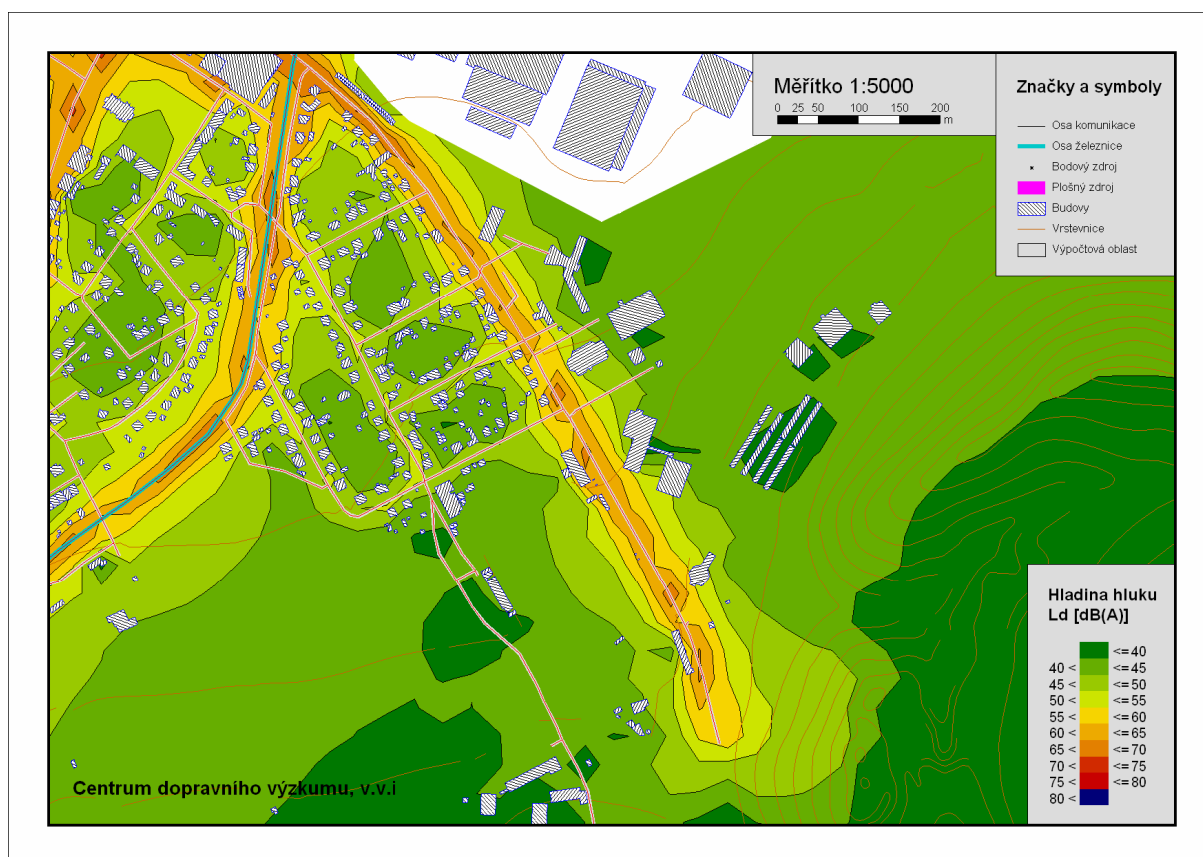 Měřítko 1:5000
0 25 50 100 150 200
m
Značky a symboly
Osa komunikace
Osa železnice
Bodový zdroj
Plošný zdroj
Budovy
Vrstevnice
Výpočtová oblast
Hladina hluku
Ld [dB(A)]
<=40
40 < <=45
45 < <=50
50 < <=55
55 < <=60
60 < <=65
65 < <=70
70 < <=75
75 < <=80
80 <
Centrum dopravního výzkumu, v.v.i